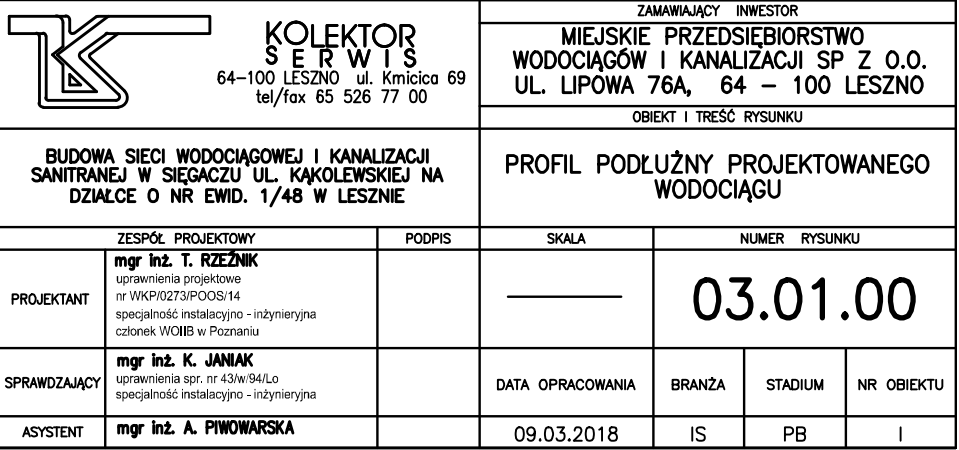 KOLEKTOR
SERWIS
64-100 LESZNO ul. Kmicica 69
tel/fax 65 526 77 00
ZAMAWIAJĄCY INWESTOR
MIEJSKIE PRZEDSIĘBIORSTWO
WODOCIĄGÓW I KANALIZACJI SP Z O.O.
UL. LIPOWA 76A, 64 - 100 LESZNO
OBIEKT I TREŚĆ RYSUNKU
BUDOWA SIECI WODOCIĄGOWEJ I KANALIZACJI
SANITRANEJ W SIĘGACZU UL. KĄKOLEWSKIEJ NA
DZIAŁCE O NR EWID. 1/48 W LESZNIE
PROFIL PODŁUŻNY PROJEKTOWANEGO
WODOCIĄGU
ZESPÓŁ PROJEKTOWY PODPIS SKALA NUMER RYSUNKU
PROJEKTANT
mgr inż. T. RZEŹNIK
uprawnienia projektowe
nr WKP/0273/POOS/14
specjalność instalacyjno - inżynieryjna
członek WOIIB w Poznaniu
03.01.00
SPRAWDZAJĄCY
mgr inż. K. JANIAK
uprawnienia spr. nr 43/w/94/Lo
specjalność instalacyjno - inżynieryjna
DATA OPRACOWANIA BRANŻA STADIUM NR OBIEKTU
ASYSTENT mgr inż. A. PIWOWARSKA 09.03.2018 IS PB I